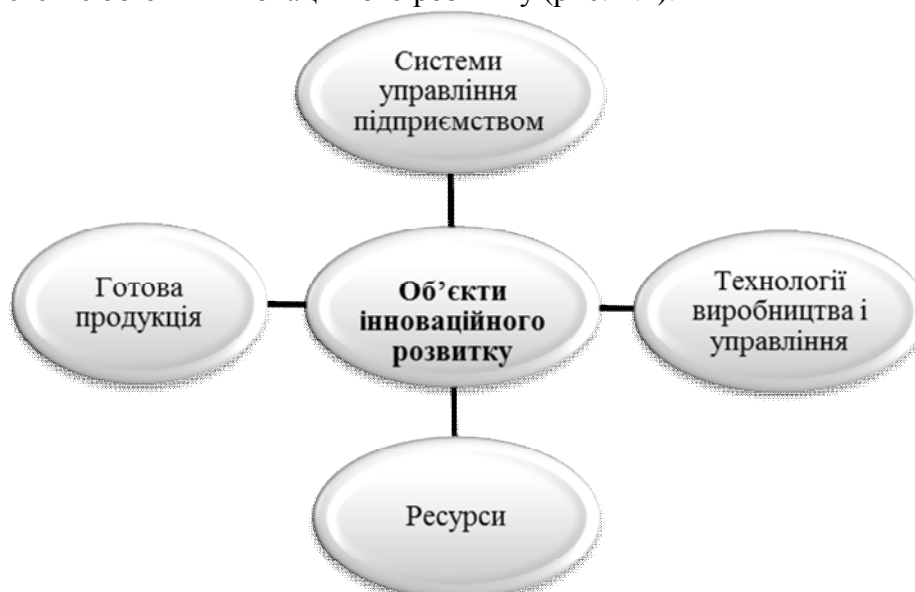 Системи
управління
підприємством
Готова
продукція
Об’єкти
інноваційного
розвитку
Технології
виробництва і
управління
Ресурси